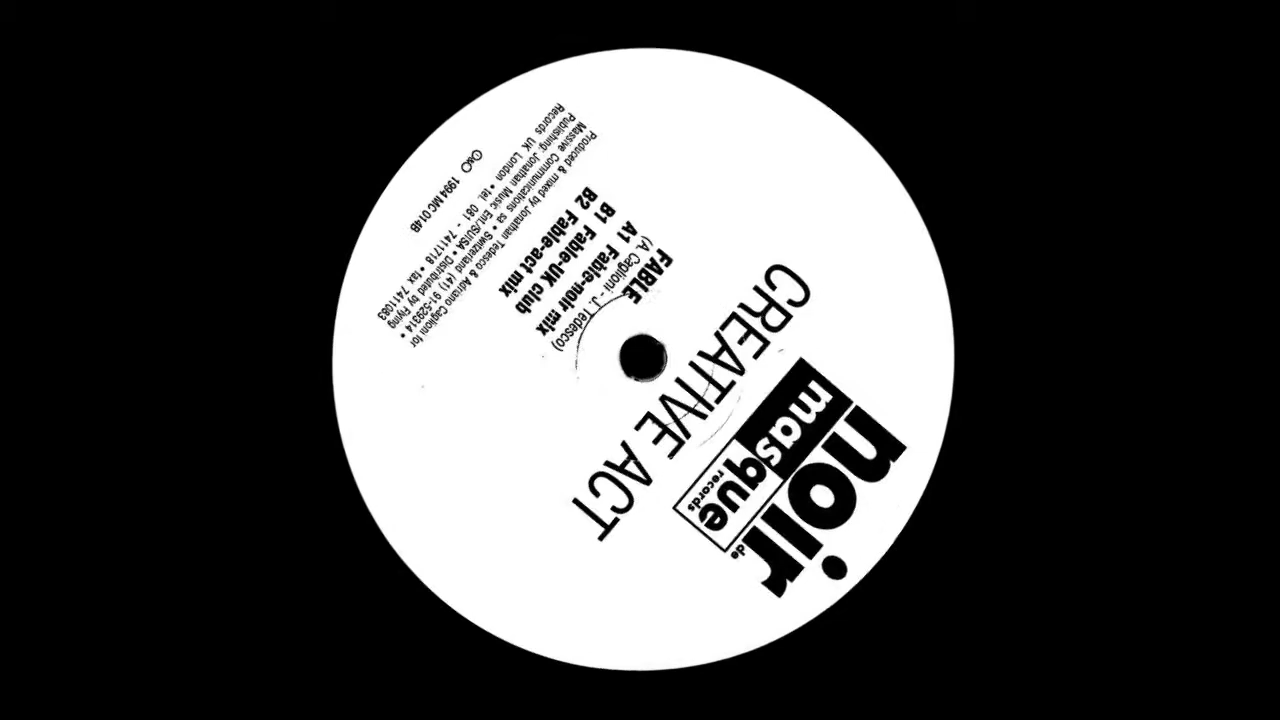 noir de
masque
records
CREATIVE ACT
FABLE
(A. Caglioni - J. Tedesco)
A1 Fable-noir mix
B1 Fable-UK club
B2 Fable-act mix
Produced & mixed by Jonathan Tedesco & Adriano Caglioni for
Massive Communications sa • Switzerland (41) 91-529314 •
Publishing: Jonathan Music Ent./SUISA • Distributed by Flying
Records UK London • tel. 081 - 7411718 • fax 7411083
℗&© 1994 MC 014B